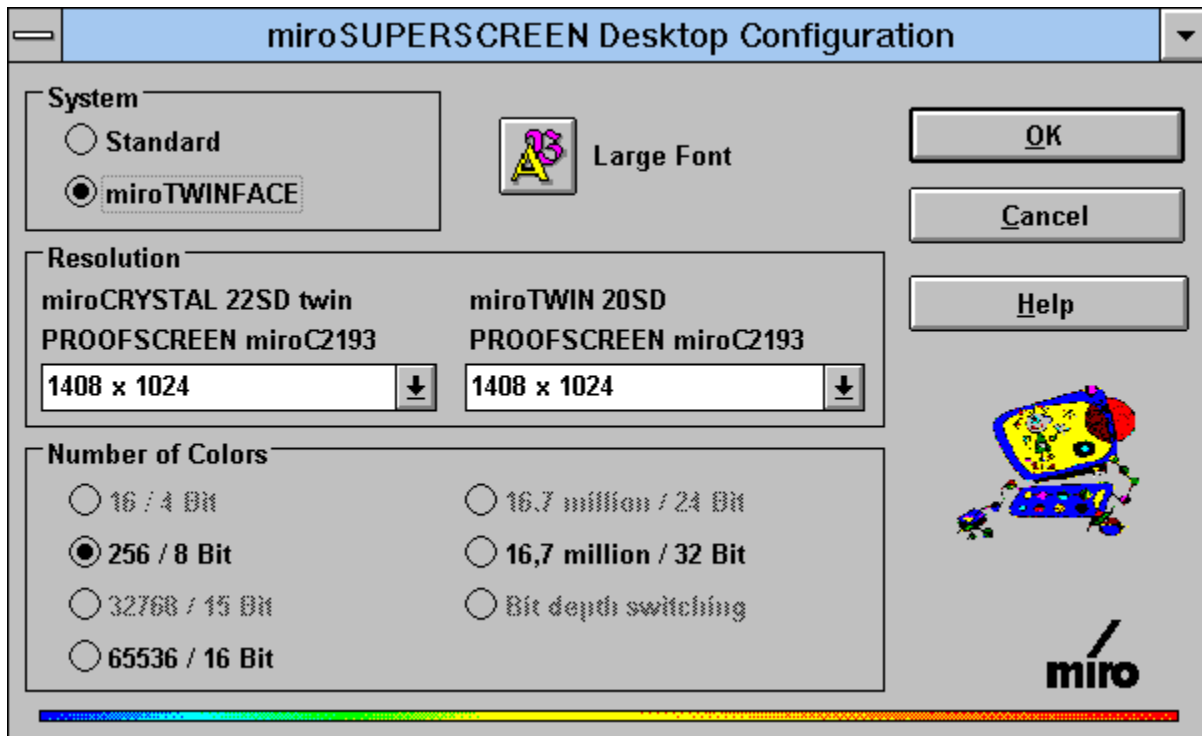 miroSUPERSCREEN Desktop Configuration
System
Standard
miroTWINFACE
Large Font
OK
Cancel
Help
Resolution
miroCRYSTAL 22SD twin
PROOFSCREEN miroC2193
1408 x 1024
miroTWIN 20SD
PROOFSCREEN miroC2193
1408 x 1024
Number of Colors
16 / 4 Bit
256 / 8 Bit
32768 / 15 Bit
65536 / 16 Bit
16.7 million / 24 Bit
16,7 million / 32 Bit
Bit depth switching
miro